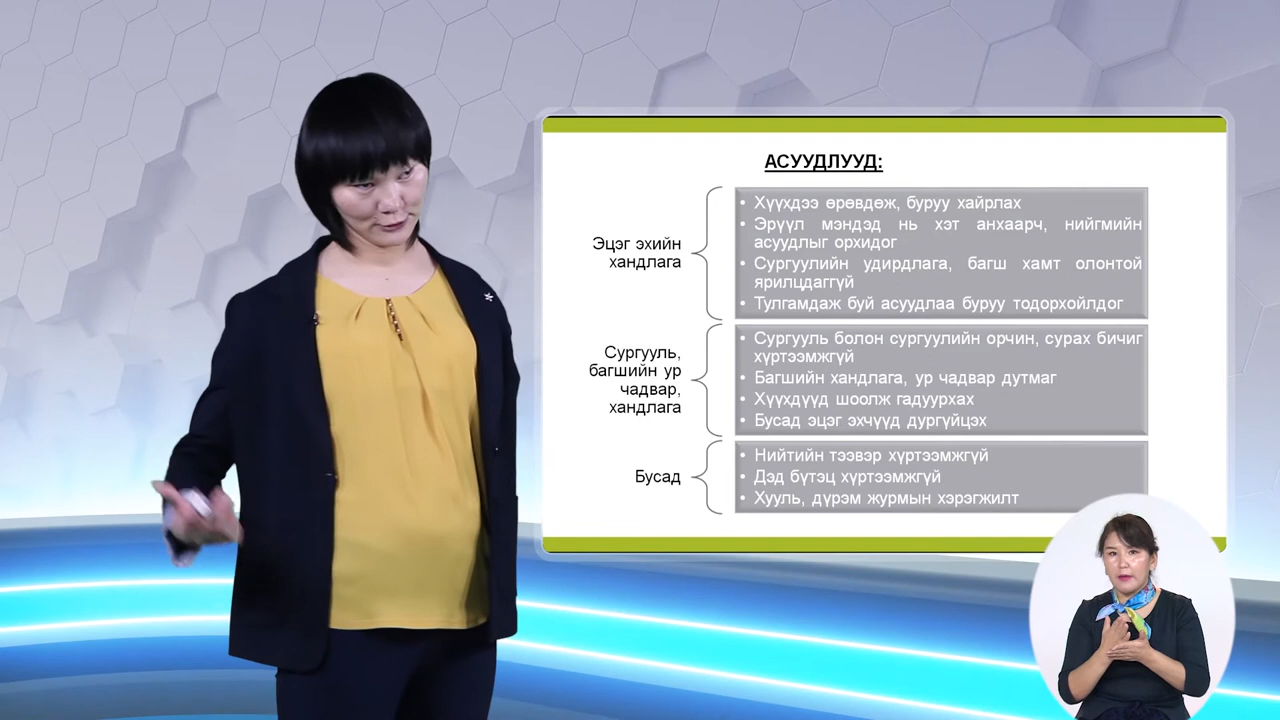 АСУУДЛУУД:
Эцэг эхийн
хандлага
• Хүүхдээ өрөвдөж, буруу хайрлах
• Эрүүл мэндэд нь хэт анхаарч, нийгмийн
асуудлыг орхидог
• Сургуулийн удирдлага, багш хамт олонтой
ярилцдаггүй
• Тулгамдаж буй асуудлаа буруу тодорхойлдог
Сургууль,
багшийн ур
чадвар,
хандлага
• Сургууль болон сургуулийн орчин, сурах бичиг
хүртээмжгүй
• Багшийн хандлага, ур чадвар дутмаг
• Хүүхдүүд шоолж гадуурхах
• Бусад эцэг эхчүүд дургүйцэх
Бусад
• Нийтийн тээвэр хүртээмжгүй
• Дэд бүтэц хүртээмжгүй
• Хууль, дүрэм журмын хэрэгжилт